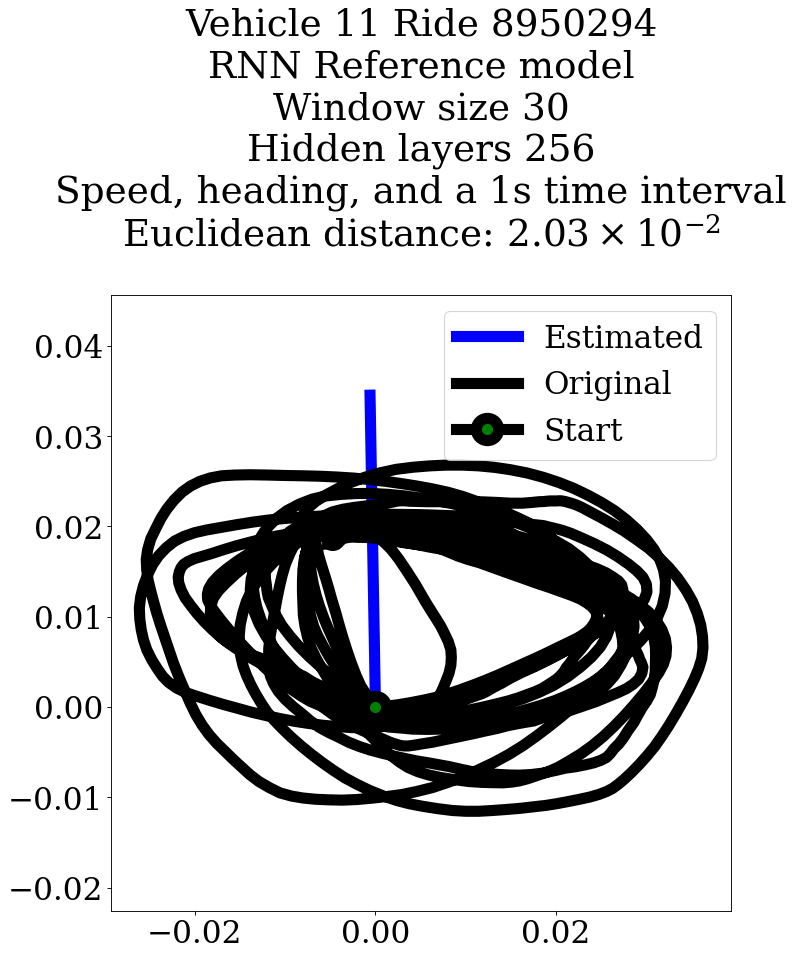 Vehicle 11 Ride 8950294
RNN Reference model
Window size 30
Hidden layers 256
Speed, heading, and a 1s time interval
Euclidean distance: 2.03 × 10⁻²
Estimated
Original
Start
0.04
0.03
0.02
0.01
0.00
−0.01
−0.02
−0.02 0.00 0.02